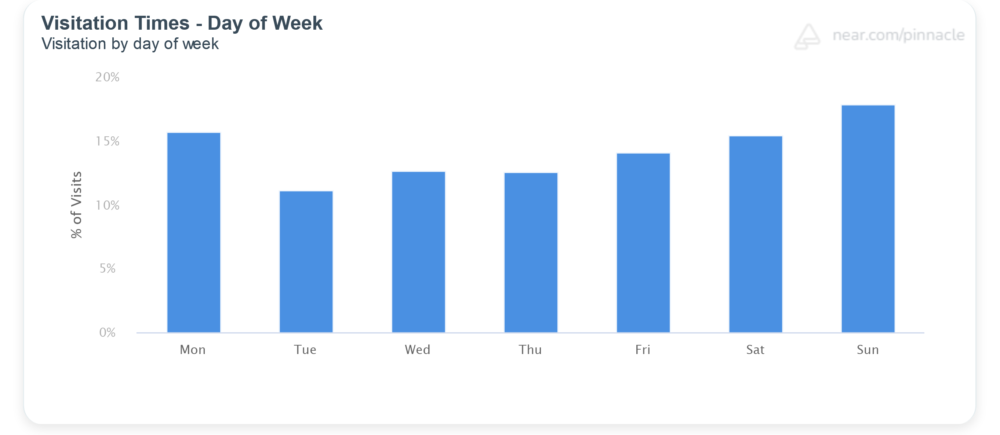 Visitation Times - Day of Week
Visitation by day of week
near.com/pinnacle
20%
15%
10%
5%
0%
% of Visits
Mon Tue Wed Thu Fri Sat Sun